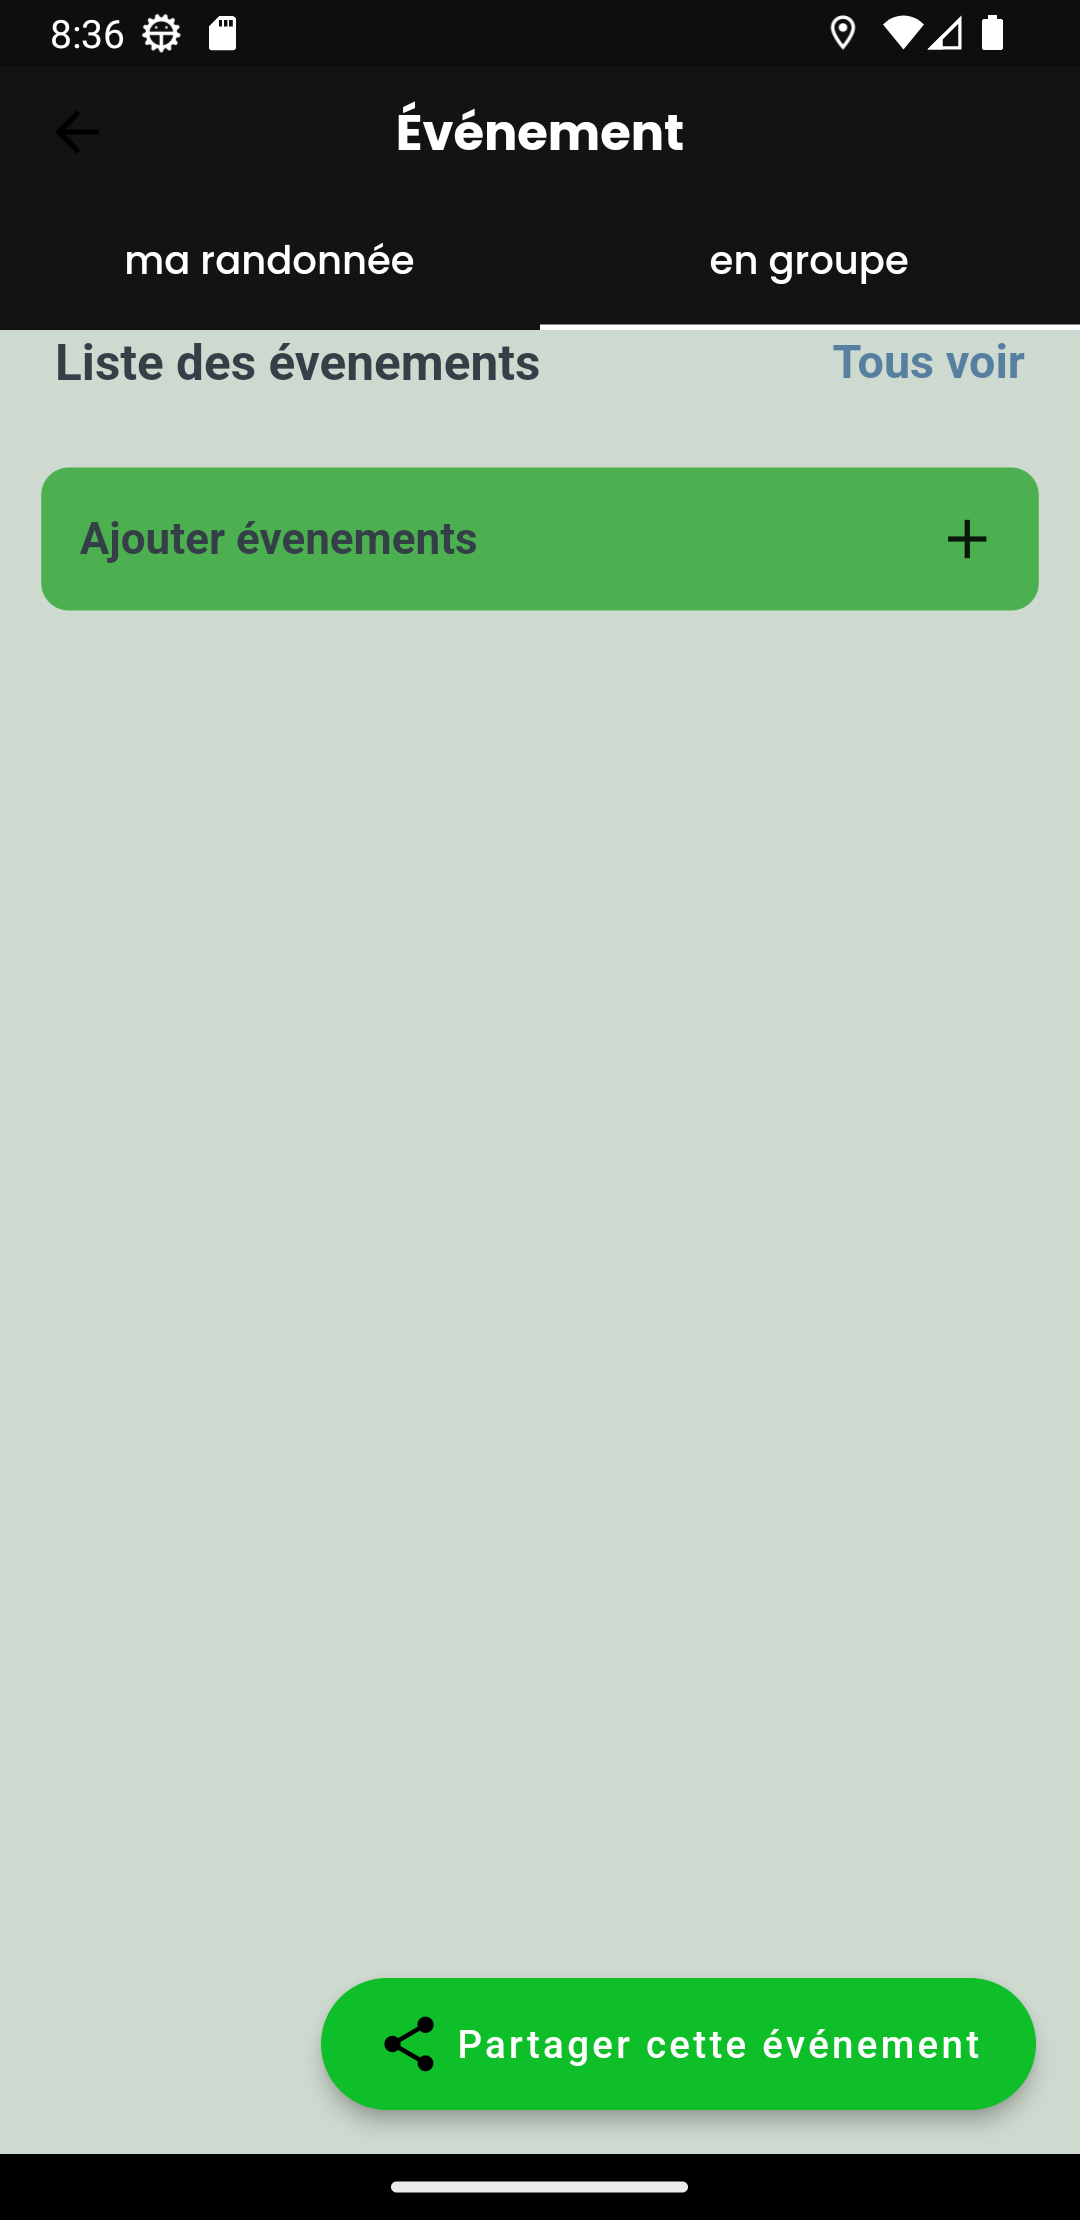 8:36
Événement
ma randonnée
en groupe
Liste des évenements
Tous voir
Ajouter évenements
Partager cette événement